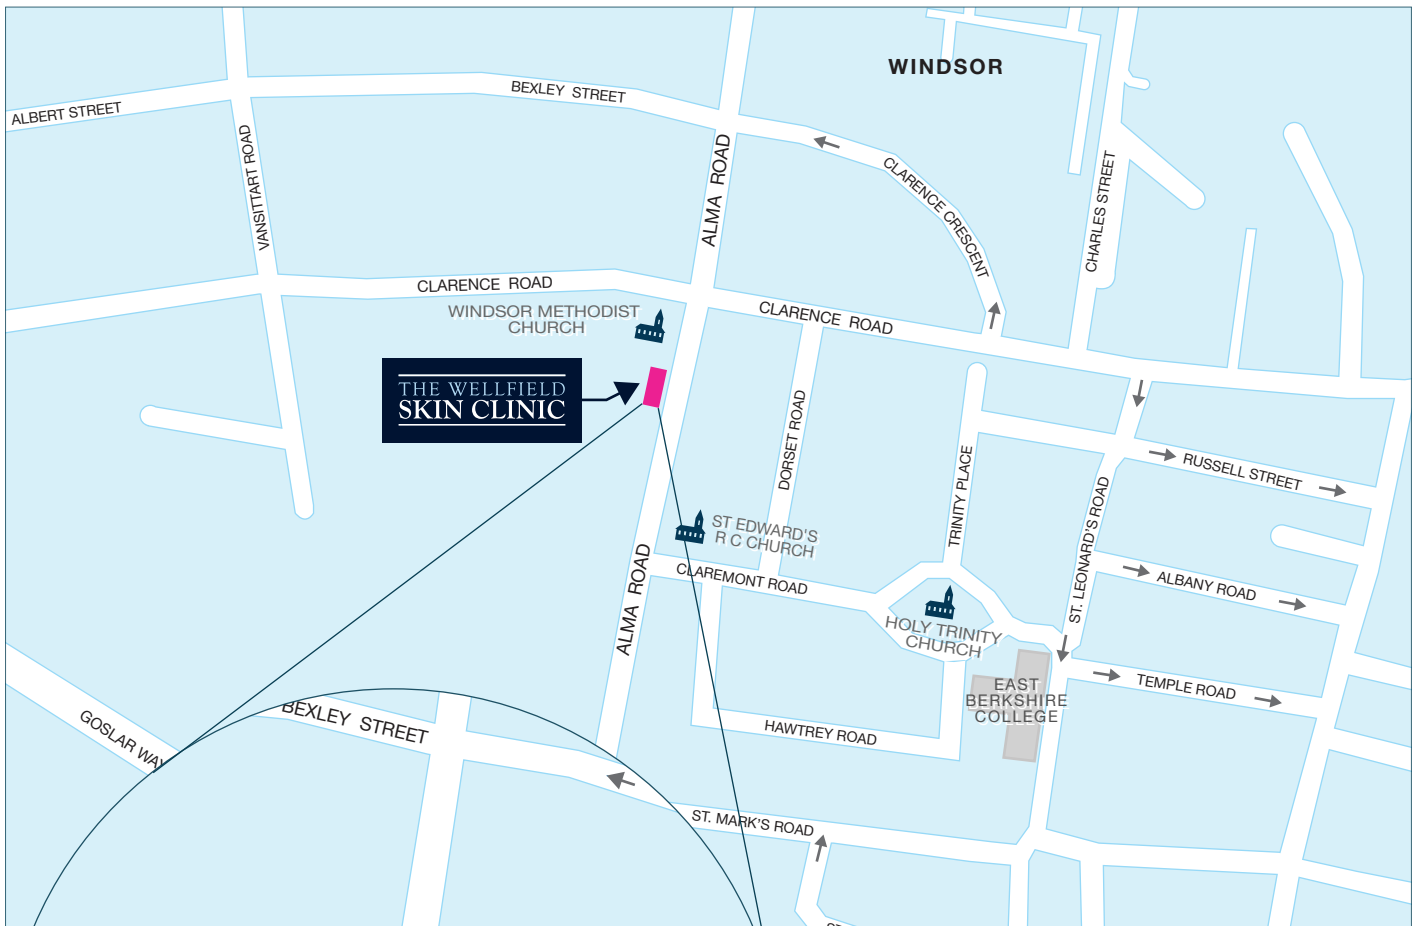 WINDSOR
BEXLEY STREET
ALBERT STREET
VANSITTART ROAD
ALMA ROAD
CLARENCE CRESCENT
CHARLES STREET
CLARENCE ROAD
CLARENCE ROAD
WINDSOR METHODIST
CHURCH
THE WELLFIELD
SKIN CLINIC
DORSET ROAD
TRINITY PLACE
RUSSELL STREET
ST. LEONARD'S ROAD
ST EDWARD'S
R C CHURCH
ALMA ROAD
CLAREMONT ROAD
ALBANY ROAD
HOLY TRINITY
CHURCH
TEMPLE ROAD
EAST
BERKSHIRE
COLLEGE
GOSLAR WAY
BEXLEY STREET
HAWTREY ROAD
ST. MARK'S ROAD